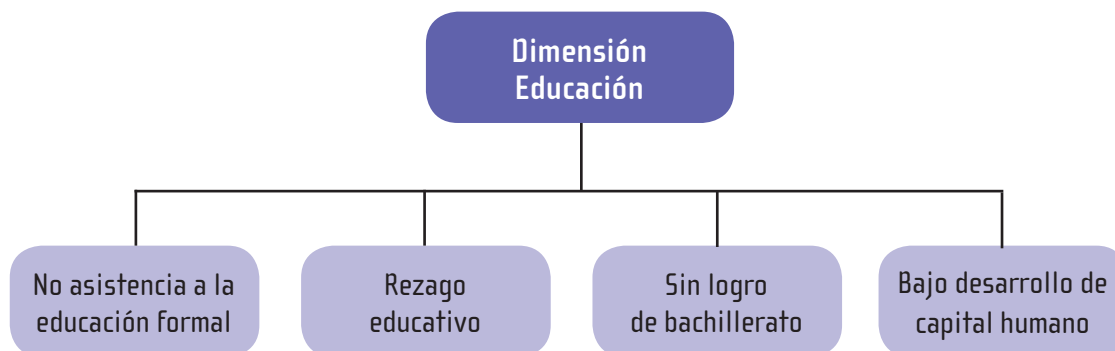 Dimensión
Educación
No asistencia a la
educación formal
Rezago
educativo
Sin logro
de bachillerato
Bajo desarrollo de
capital humano